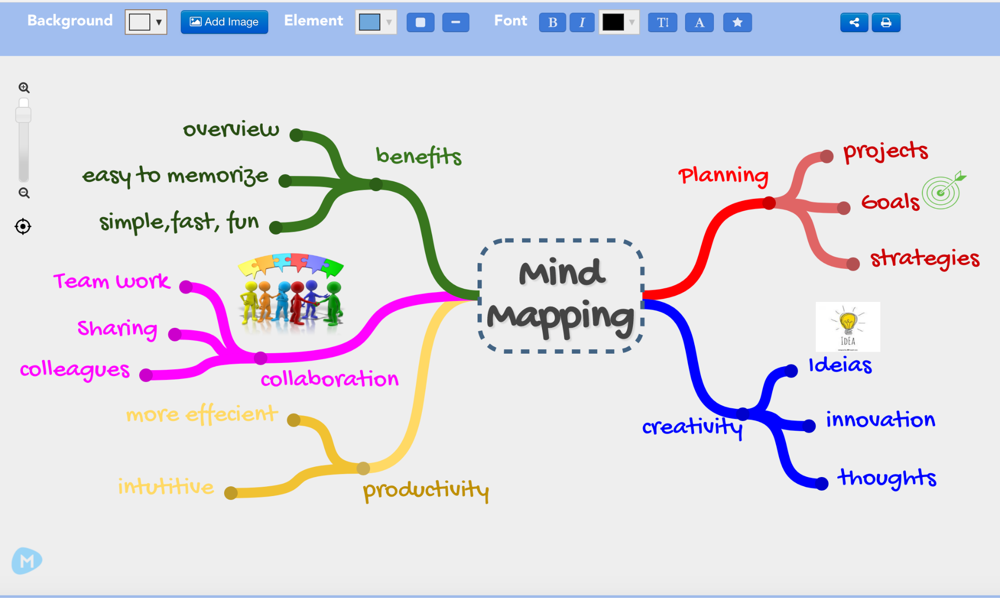 Background
Add Image
Element
Font
B
I
T
A
overview
benefits
easy to memorize
simple, fast, fun
Planning
projects
Goals
strategies
Mind
Mapping
Team work
Sharing
colleagues
collaboration
more effecient
intutitive
productivity
IDEA
Ideias
creativity
innovation
thoughts
M